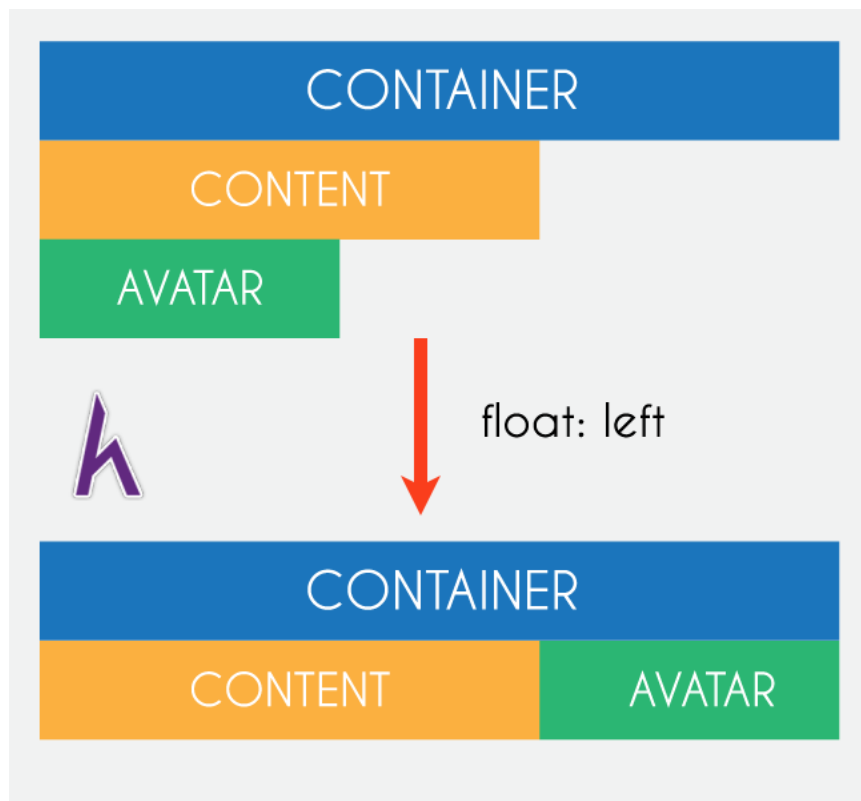 CONTAINER
CONTENT
AVATAR
float: left
CONTAINER
CONTENT AVATAR